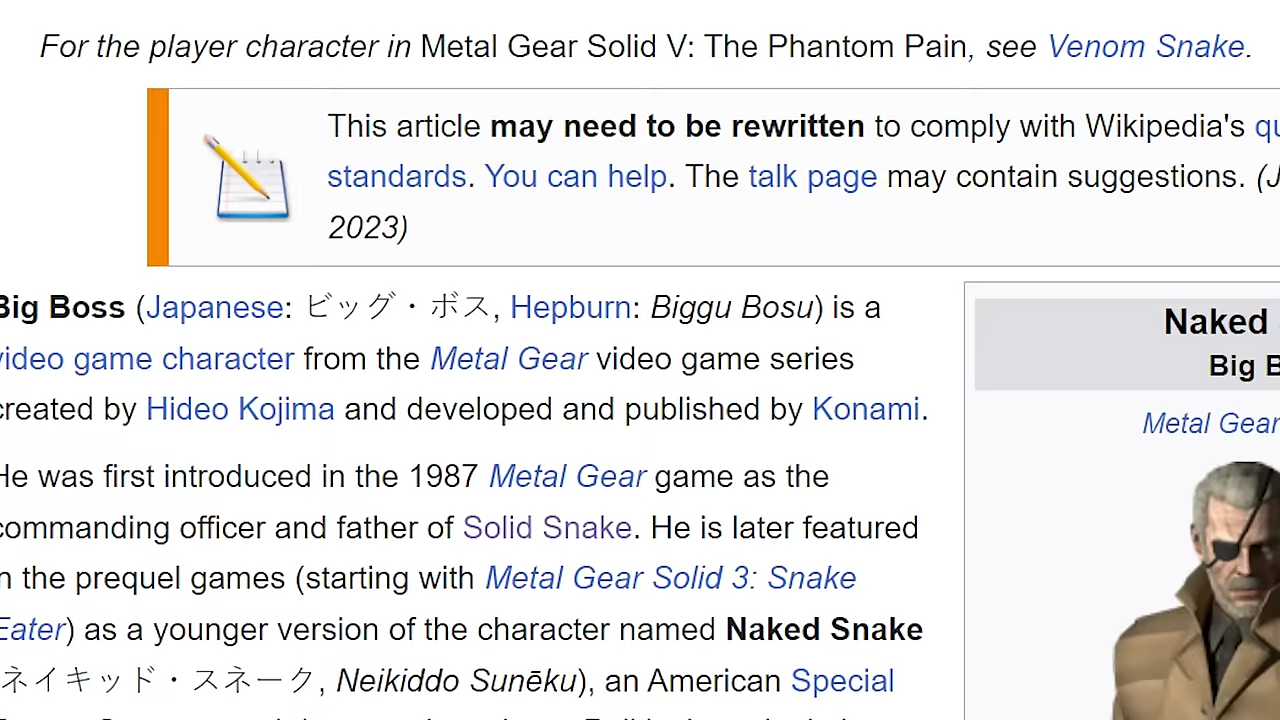 For the player character in Metal Gear Solid V: The Phantom Pain, see Venom Snake.
This article may need to be rewritten to comply with Wikipedia's qu
standards. You can help. The talk page may contain suggestions. (J
2023)
Big Boss (Japanese: ビッグ・ボス, Hepburn: Biggu Bosu) is a
video game character from the Metal Gear video game series
created by Hideo Kojima and developed and published by Konami.
He was first introduced in the 1987 Metal Gear game as the
commanding officer and father of Solid Snake. He is later featured
in the prequel games (starting with Metal Gear Solid 3: Snake
Eater) as a younger version of the character named Naked Snake
ネイキッド・スネーク, Neikiddo Sunēku), an American Special
Naked
Big B
Metal Gear